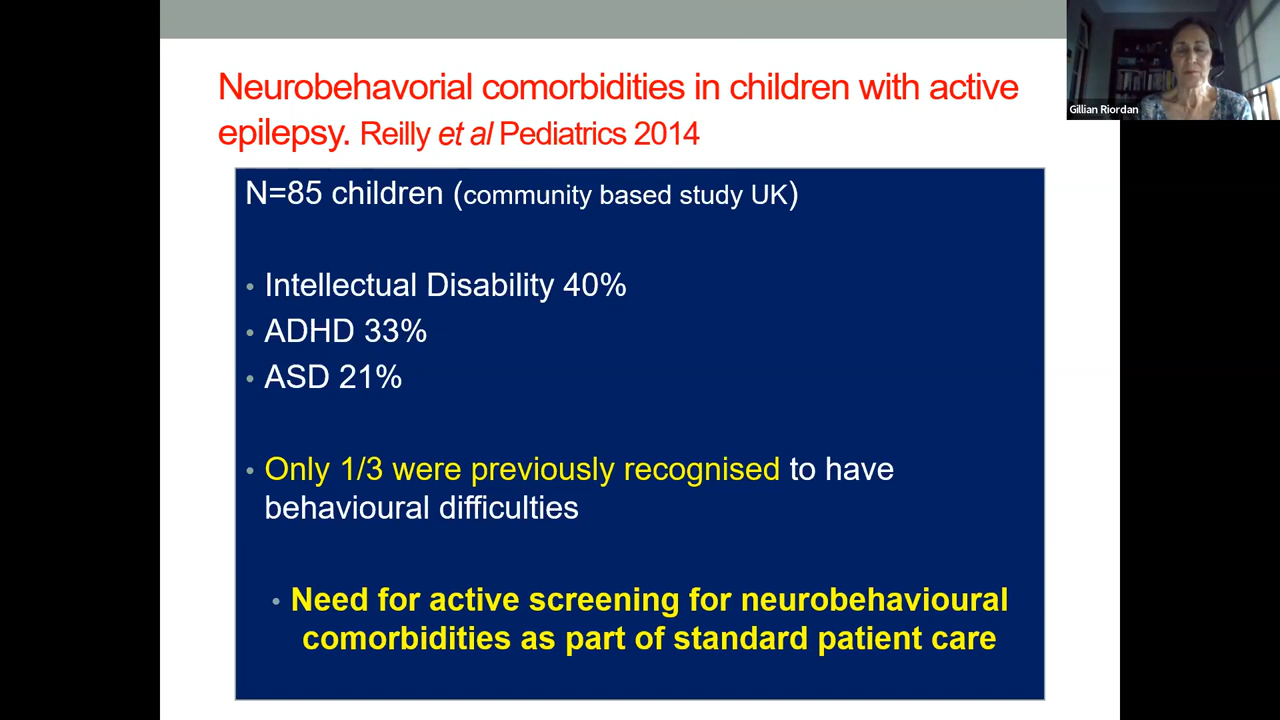 Neurobehavorial comorbidities in children with active
epilepsy. Reilly et al Pediatrics 2014
Gillian Riordan
N=85 children (community based study UK)
• Intellectual Disability 40%
• ADHD 33%
• ASD 21%
• Only 1/3 were previously recognised to have
behavioural difficulties
• Need for active screening for neurobehavioural
comorbidities as part of standard patient care